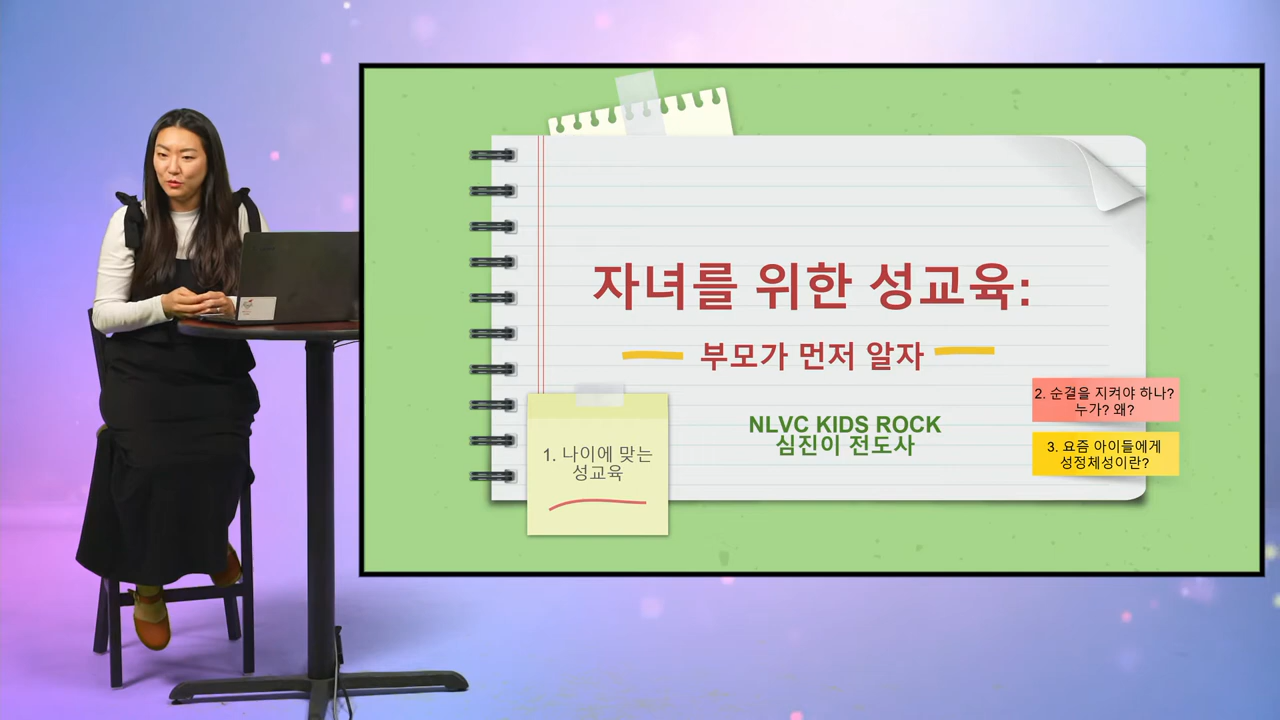 자녀를 위한 성교육:
부모가 먼저 알자
NLVC KIDS ROCK
심진이 전도사
1. 나이에 맞는
성교육
2. 순결을 지켜야 하나?
누가? 왜?
3. 요즘 아이들에게
성정체성이란?